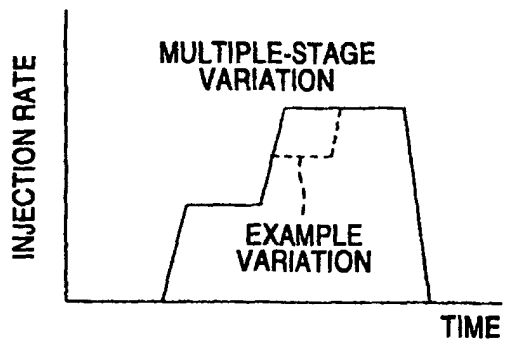 MULTIPLE-STAGE
VARIATION
INJECTION RATE
EXAMPLE
VARIATION
TIME